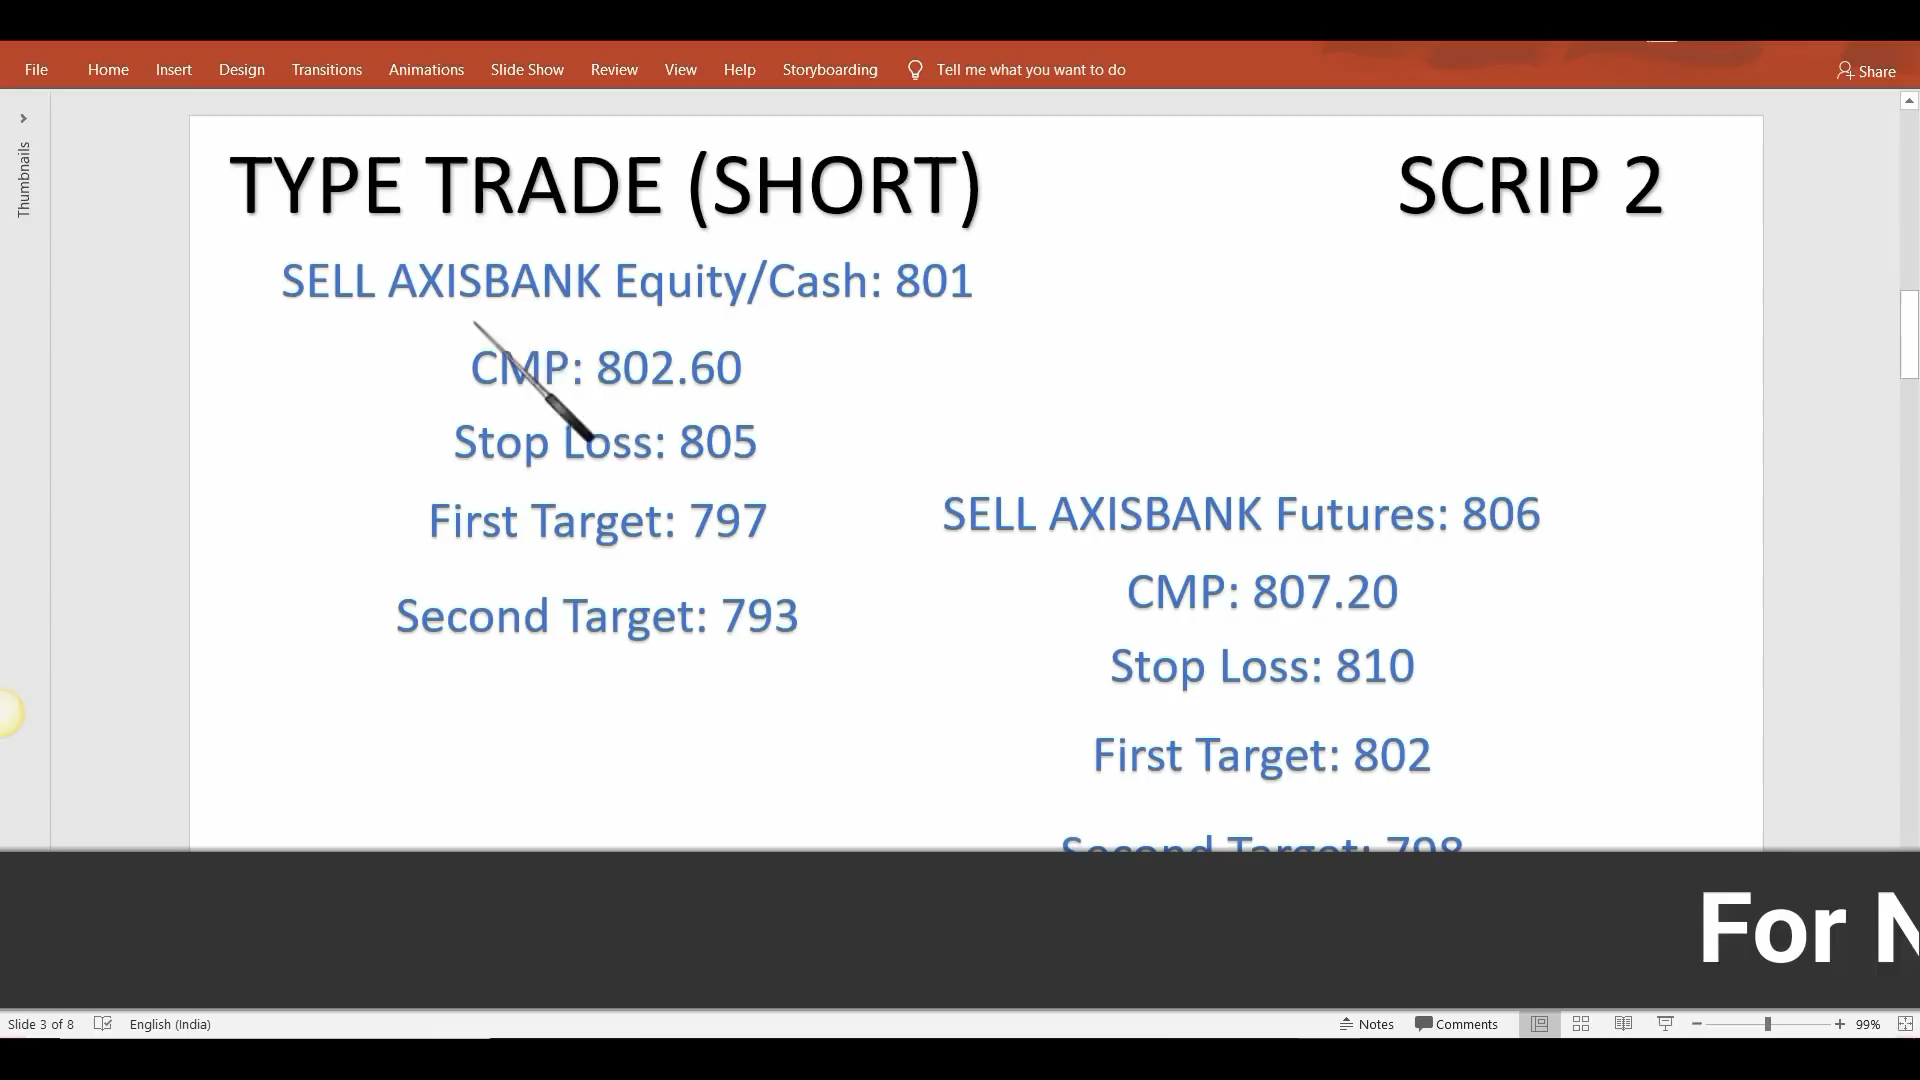 File Home Insert Design Transitions Animations Slide Show Review View Help Storyboarding Tell me what you want to do Share
Thumbnails
TYPE TRADE (SHORT) SCRIP 2
SELL AXISBANK Equity/Cash: 801
CMP: 802.60
Stop Loss: 805
First Target: 797
Second Target: 793
SELL AXISBANK Futures: 806
CMP: 807.20
Stop Loss: 810
First Target: 802
Second Target: 798
For N
Slide 3 of 8 English (India) Notes Comments 99%